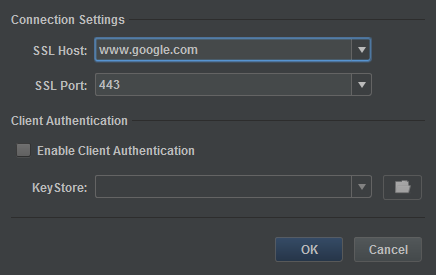 Connection Settings
SSL Host: www.google.com
SSL Port: 443
Client Authentication
Enable Client Authentication
KeyStore:
OK Cancel